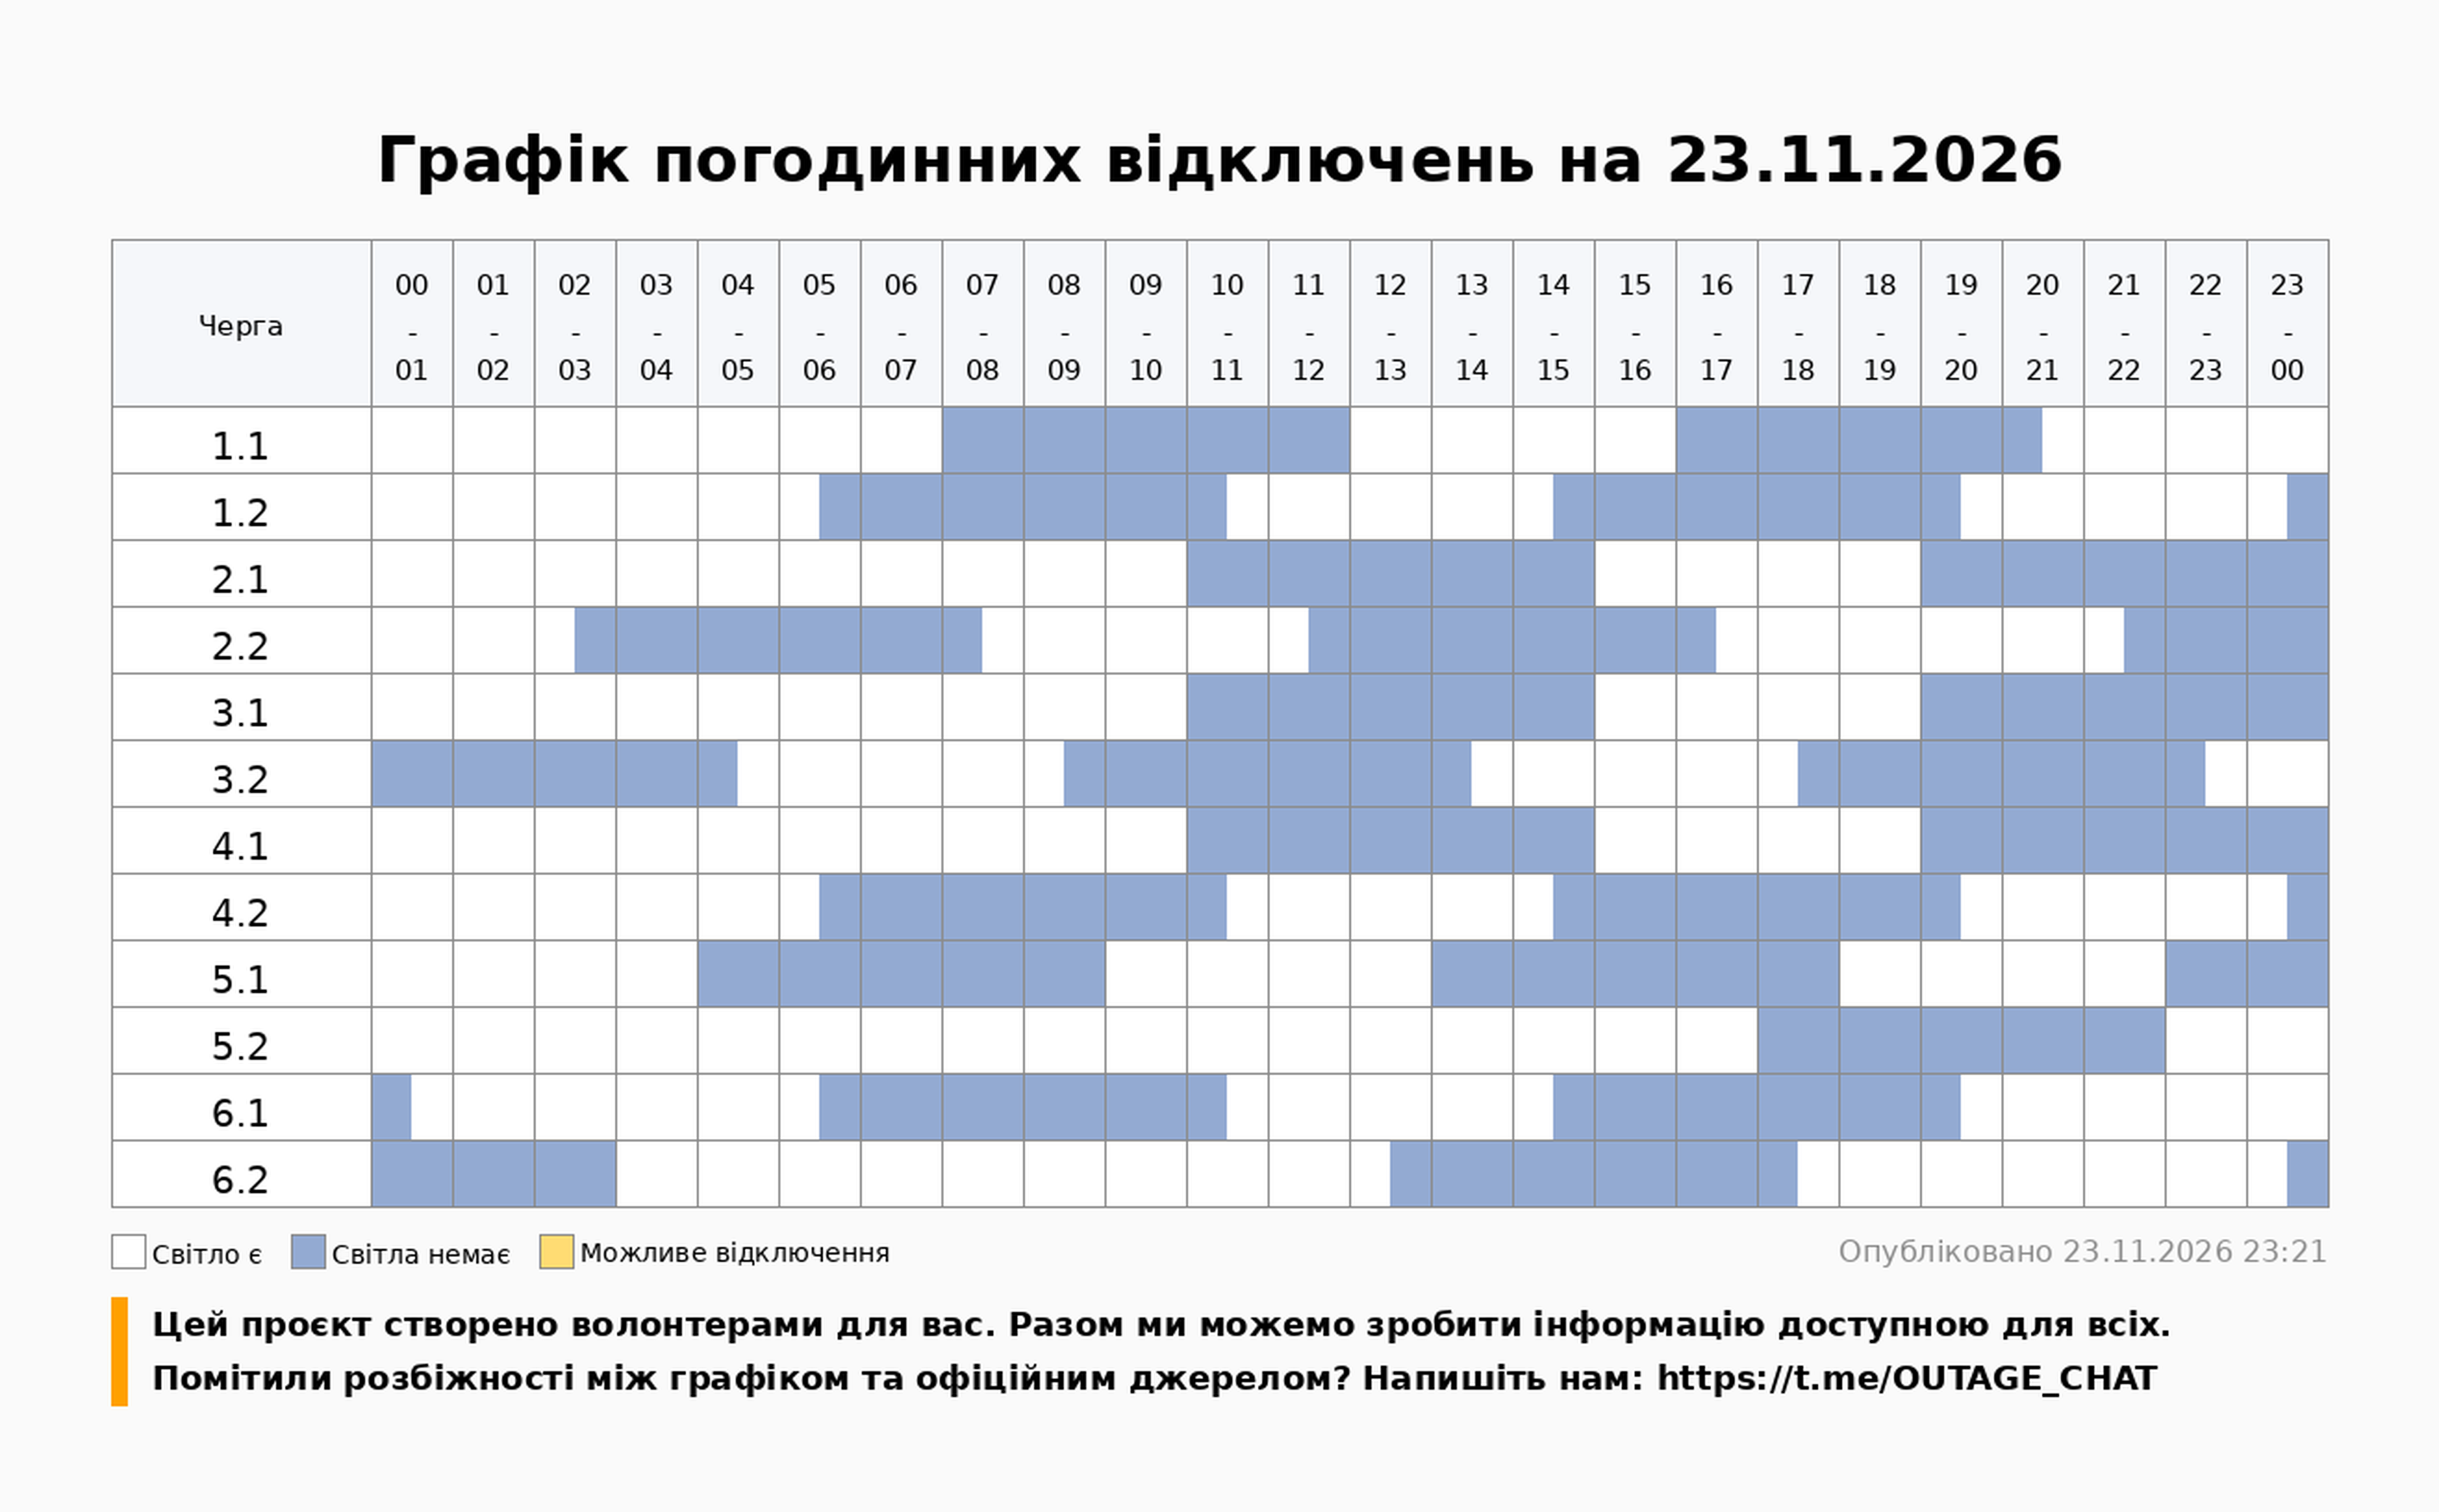 Графік погодинних відключень на 23.11.2026
Черга 00 - 01 01 - 02 02 - 03 03 - 04 04 - 05 05 - 06 06 - 07 07 - 08 08 - 09 09 - 10 10 - 11 11 - 12 12 - 13 13 - 14 14 - 15 15 - 16 16 - 17 17 - 18 18 - 19 19 - 20 20 - 21 21 - 22 22 - 23 23 - 00
1.1
1.2
2.1
2.2
3.1
3.2
4.1
4.2
5.1
5.2
6.1
6.2
Світло є Світла немає Можливе відключення Опубліковано 23.11.2026 23:21
Цей проєкт створено волонтерами для вас. Разом ми можемо зробити інформацію доступною для всіх.
Помітили розбіжності між графіком та офіційним джерелом? Напишіть нам: https://t.me/OUTAGE_CHAT